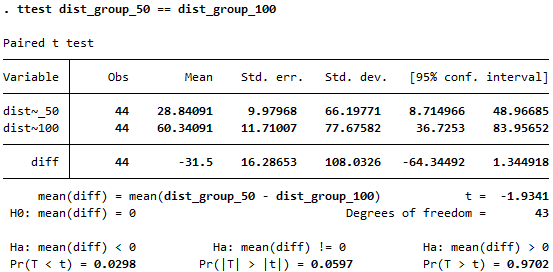 . ttest dist_group_50 == dist_group_100
Paired t test
Variable | Obs Mean Std. err. Std. dev. [95% conf. interval]
dist~_50 | 44 28.84091 9.97968 66.19771 8.714966 48.96685
dist~100 | 44 60.34091 11.71007 77.67582 36.7253 83.95652
diff | 44 -31.5 16.28653 108.0326 -64.34492 1.344918
mean(diff) = mean(dist_group_50 - dist_group_100) t = -1.9341
H0: mean(diff) = 0 Degrees of freedom = 43
Ha: mean(diff) < 0 Ha: mean(diff) != 0 Ha: mean(diff) > 0
Pr(T < t) = 0.0298 Pr(|T| > |t|) = 0.0597 Pr(T > t) = 0.9702